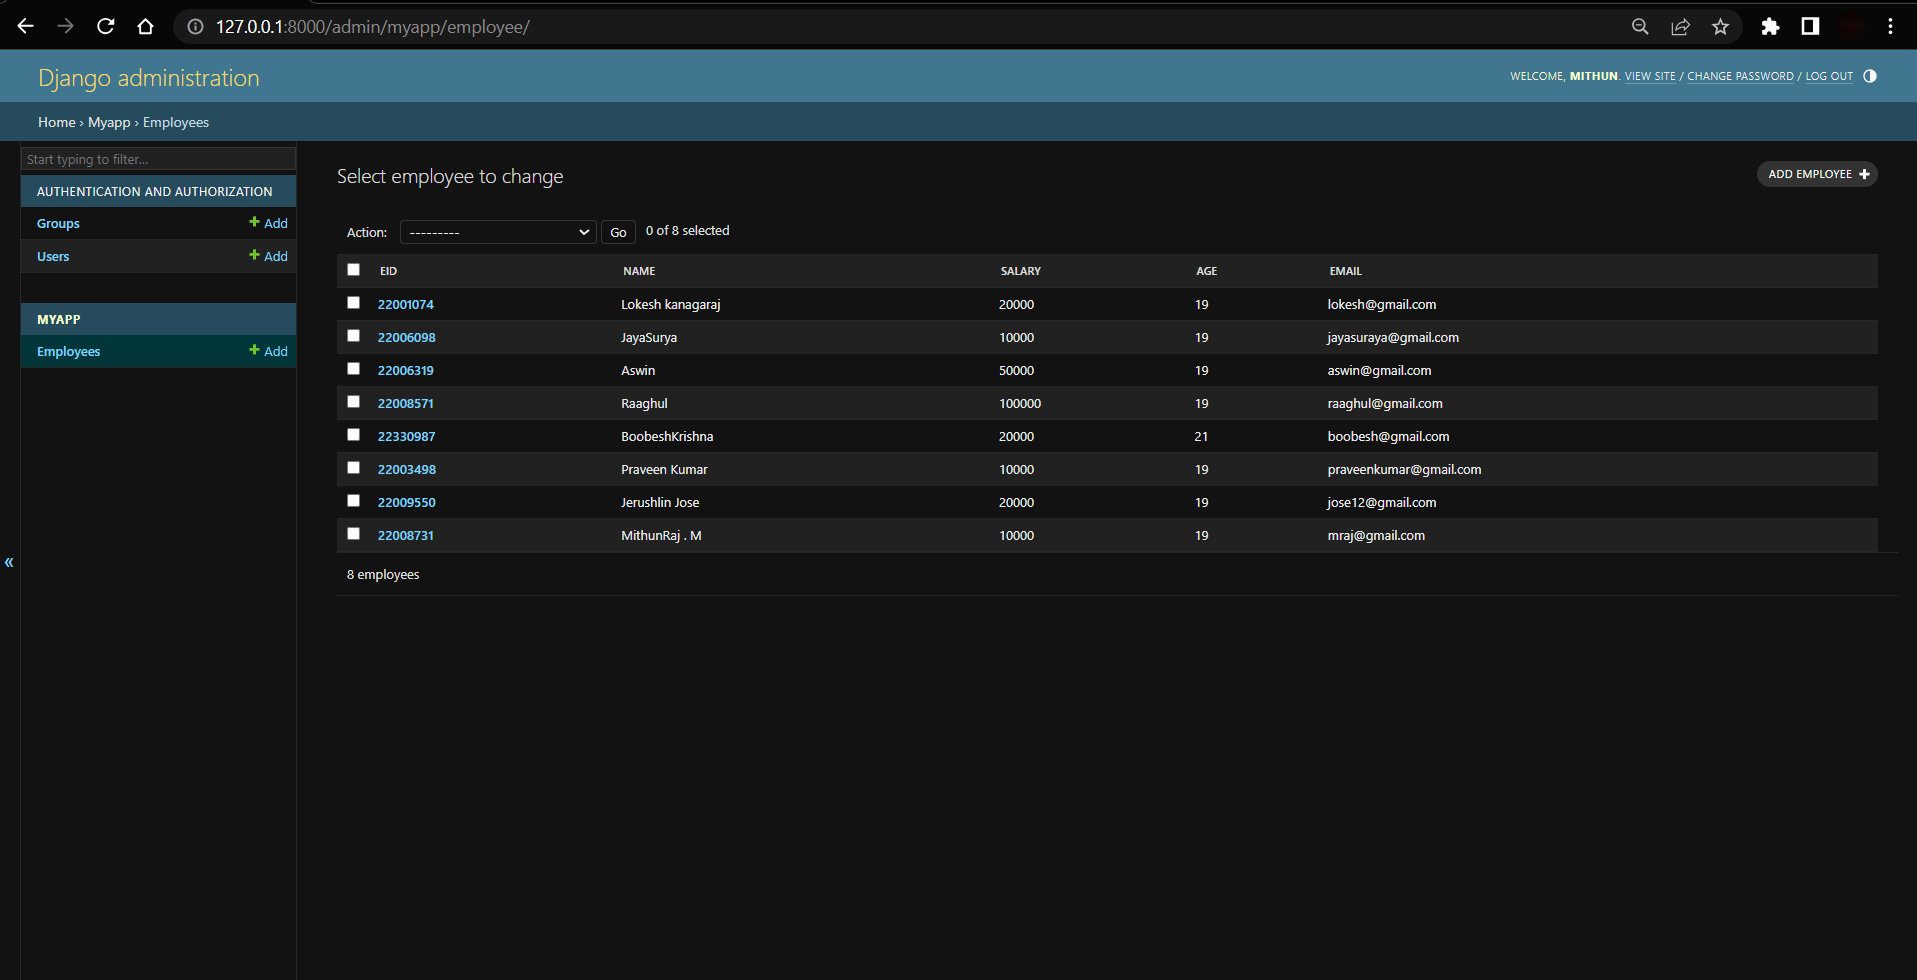 127.0.0.1:8000/admin/myapp/employee/
Django administration
WELCOME, MITHUN. VIEW SITE / CHANGE PASSWORD / LOG OUT
Home › Myapp › Employees
Start typing to filter...
AUTHENTICATION AND AUTHORIZATION
Groups + Add
Users + Add
MYAPP
Employees + Add
«
Select employee to change
ADD EMPLOYEE +
Action: --------- Go 0 of 8 selected
EID NAME SALARY AGE EMAIL
22001074 Lokesh kanagaraj 20000 19 lokesh@gmail.com
22006098 JayaSurya 10000 19 jayasuraya@gmail.com
22006319 Aswin 50000 19 aswin@gmail.com
22008571 Raaghul 100000 19 raaghul@gmail.com
22330987 BoobeshKrishna 20000 21 boobesh@gmail.com
22003498 Praveen Kumar 10000 19 praveenkumar@gmail.com
22009550 Jerushlin Jose 20000 19 jose12@gmail.com
22008731 MithunRaj . M 10000 19 mraj@gmail.com
8 employees